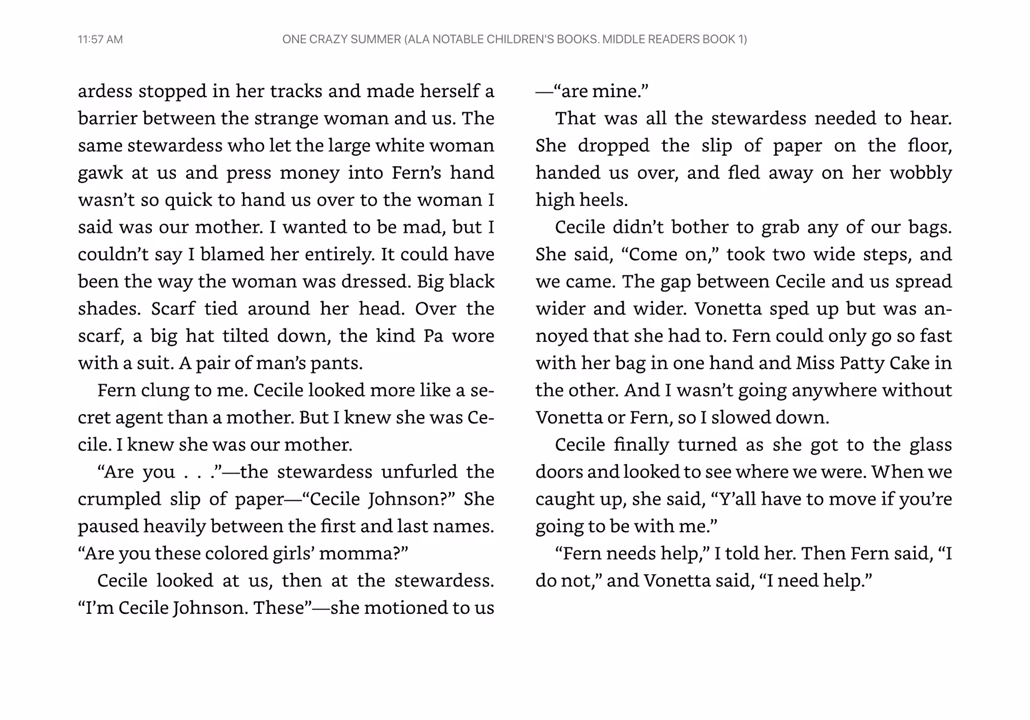 11:57 AM
ONE CRAZY SUMMER (ALA NOTABLE CHILDREN'S BOOKS. MIDDLE READERS BOOK 1)
ardess stopped in her tracks and made herself a
barrier between the strange woman and us. The
same stewardess who let the large white woman
gawk at us and press money into Fern’s hand
wasn’t so quick to hand us over to the woman I
said was our mother. I wanted to be mad, but I
couldn’t say I blamed her entirely. It could have
been the way the woman was dressed. Big black
shades. Scarf tied around her head. Over the
scarf, a big hat tilted down, the kind Pa wore
with a suit. A pair of man’s pants.
Fern clung to me. Cecile looked more like a se-
cret agent than a mother. But I knew she was Ce-
cile. I knew she was our mother.
“Are you . . .”—the stewardess unfurled the
crumpled slip of paper—“Cecile Johnson?” She
paused heavily between the first and last names.
“Are you these colored girls’ momma?”
Cecile looked at us, then at the stewardess.
“I’m Cecile Johnson. These”—she motioned to us
—“are mine.”
That was all the stewardess needed to hear.
She dropped the slip of paper on the floor,
handed us over, and fled away on her wobbly
high heels.
Cecile didn’t bother to grab any of our bags.
She said, “Come on,” took two wide steps, and
we came. The gap between Cecile and us spread
wider and wider. Vonetta sped up but was an-
noyed that she had to. Fern could only go so fast
with her bag in one hand and Miss Patty Cake in
the other. And I wasn’t going anywhere without
Vonetta or Fern, so I slowed down.
Cecile finally turned as she got to the glass
doors and looked to see where we were. When we
caught up, she said, “Y’all have to move if you’re
going to be with me.”
“Fern needs help,” I told her. Then Fern said, “I
do not,” and Vonetta said, “I need help.”